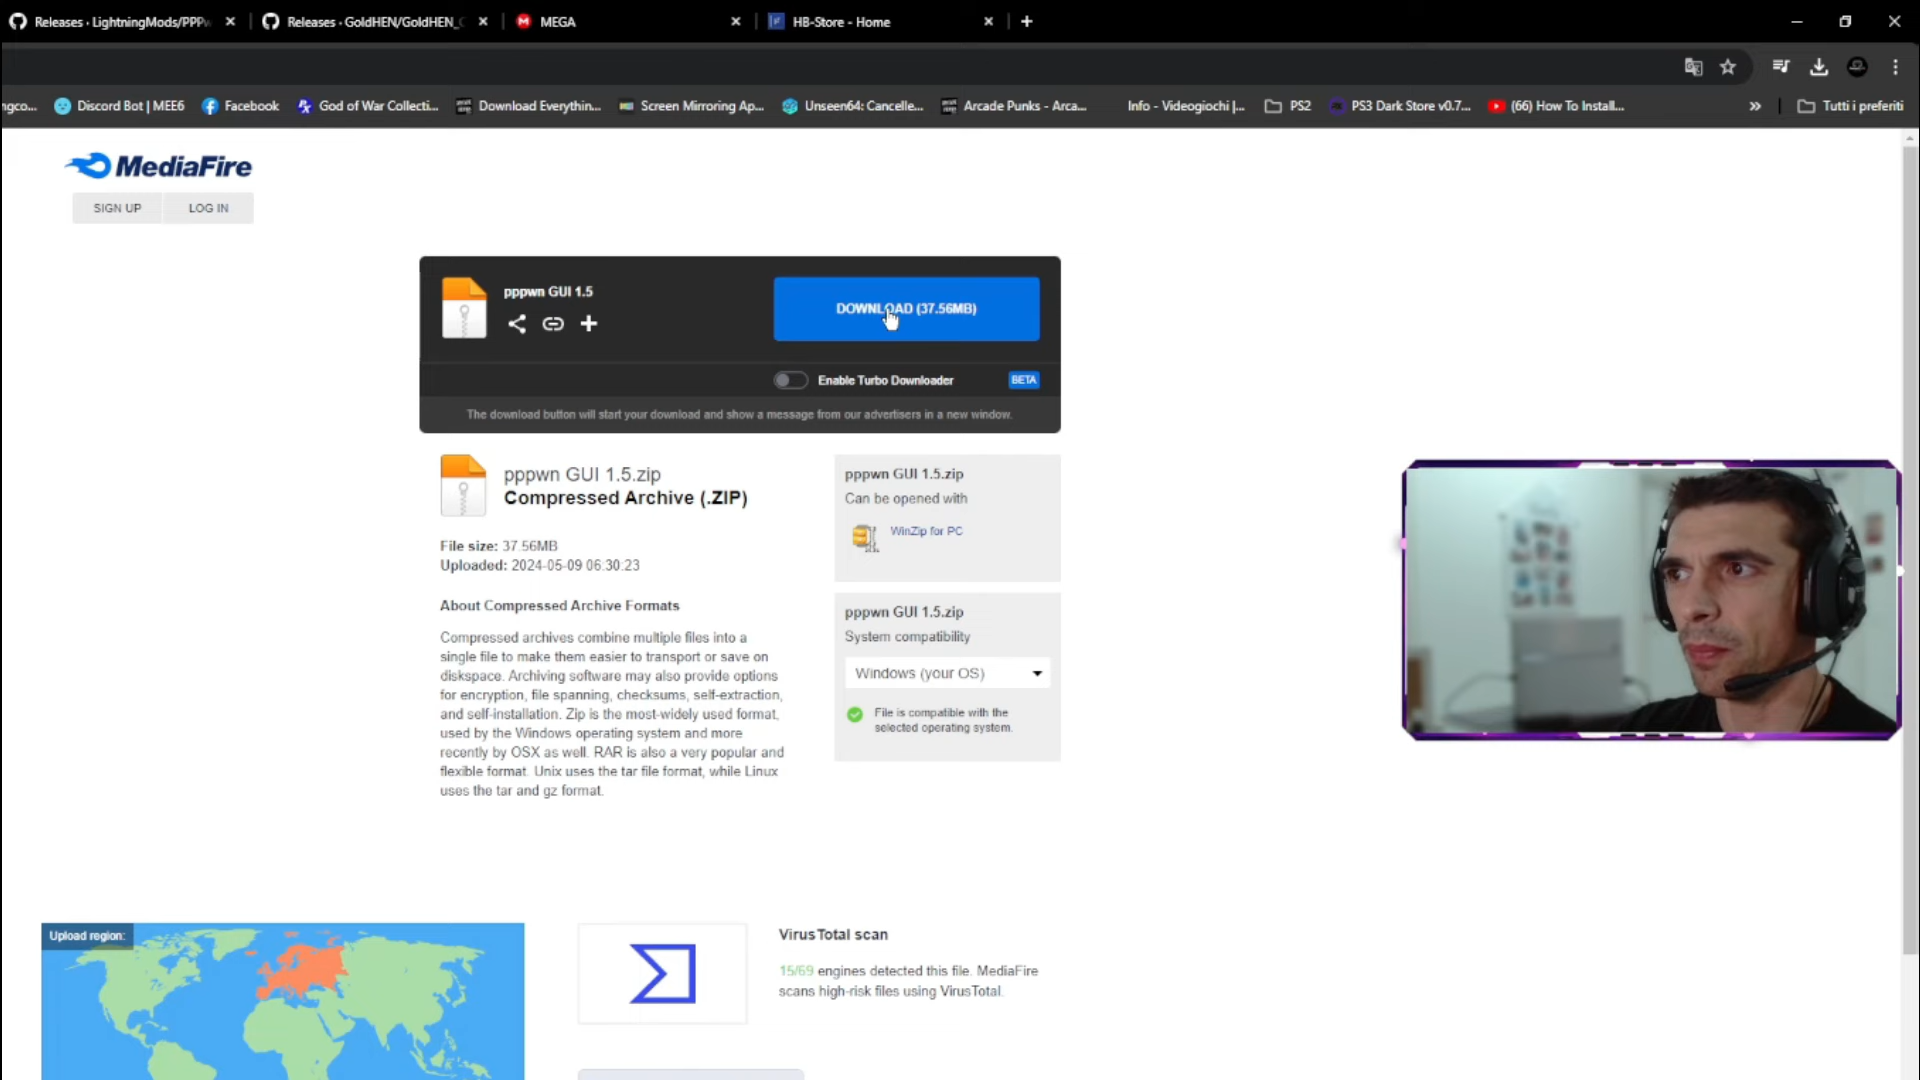 Releases · LightningMods/PPPw
Releases · GoldHEN/GoldHEN_C
MEGA
HB-Store - Home
ngco...
Discord Bot | MEE6
Facebook
God of War Collecti...
Download Everythin...
Screen Mirroring Ap...
Unseen64: Cancelle...
Arcade Punks - Arca...
Info - Videogiochi |...
PS2
PS3 Dark Store v0.7...
(66) How To Install...
»
Tutti i preferiti
MediaFire
SIGN UP
LOG IN
pppwn GUI 1.5
DOWNLOAD (37.56MB)
Enable Turbo Downloader
BETA
The download button will start your download and show a message from our advertisers in a new window.
pppwn GUI 1.5.zip
Compressed Archive (.ZIP)
File size: 37.56MB
Uploaded: 2024-05-09 06:30:23
About Compressed Archive Formats
Compressed archives combine multiple files into a
single file to make them easier to transport or save on
diskspace. Archiving software may also provide options
for encryption, file spanning, checksums, self-extraction,
and self-installation. Zip is the most-widely used format,
used by the Windows operating system and more
recently by OSX as well. RAR is also a very popular and
flexible format. Unix uses the tar file format, while Linux
uses the tar and gz format.
pppwn GUI 1.5.zip
Can be opened with
WinZip for PC
pppwn GUI 1.5.zip
System compatibility
Windows (your OS)
File is compatible with the
selected operating system.
Upload region:
VirusTotal scan
15/69 engines detected this file. MediaFire
scans high-risk files using VirusTotal.